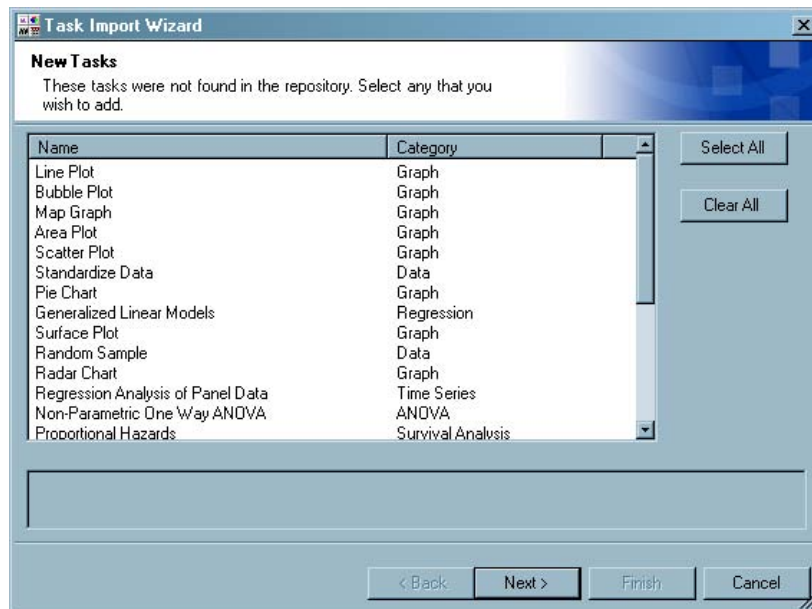 Task Import Wizard
New Tasks
These tasks were not found in the repository. Select any that you
wish to add.
Name Category
Line Plot Graph
Bubble Plot Graph
Map Graph Graph
Area Plot Graph
Scatter Plot Graph
Standardize Data Data
Pie Chart Graph
Generalized Linear Models Regression
Surface Plot Graph
Random Sample Data
Radar Chart Graph
Regression Analysis of Panel Data Time Series
Non-Parametric One Way ANOVA ANOVA
Proportional Hazards Survival Analysis
Select All
Clear All
< Back Next > Finish Cancel